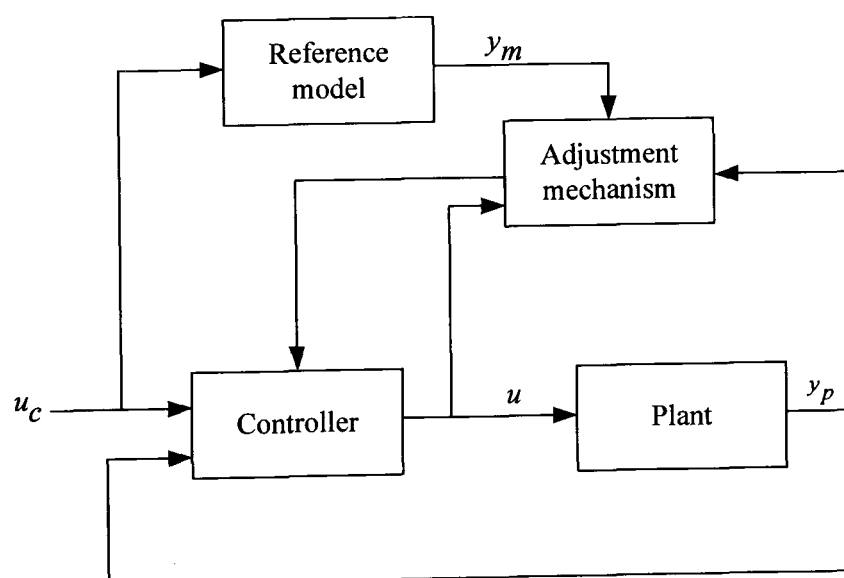 Reference
model
y_m
Adjustment
mechanism
u_c
Controller
u
Plant
y_p